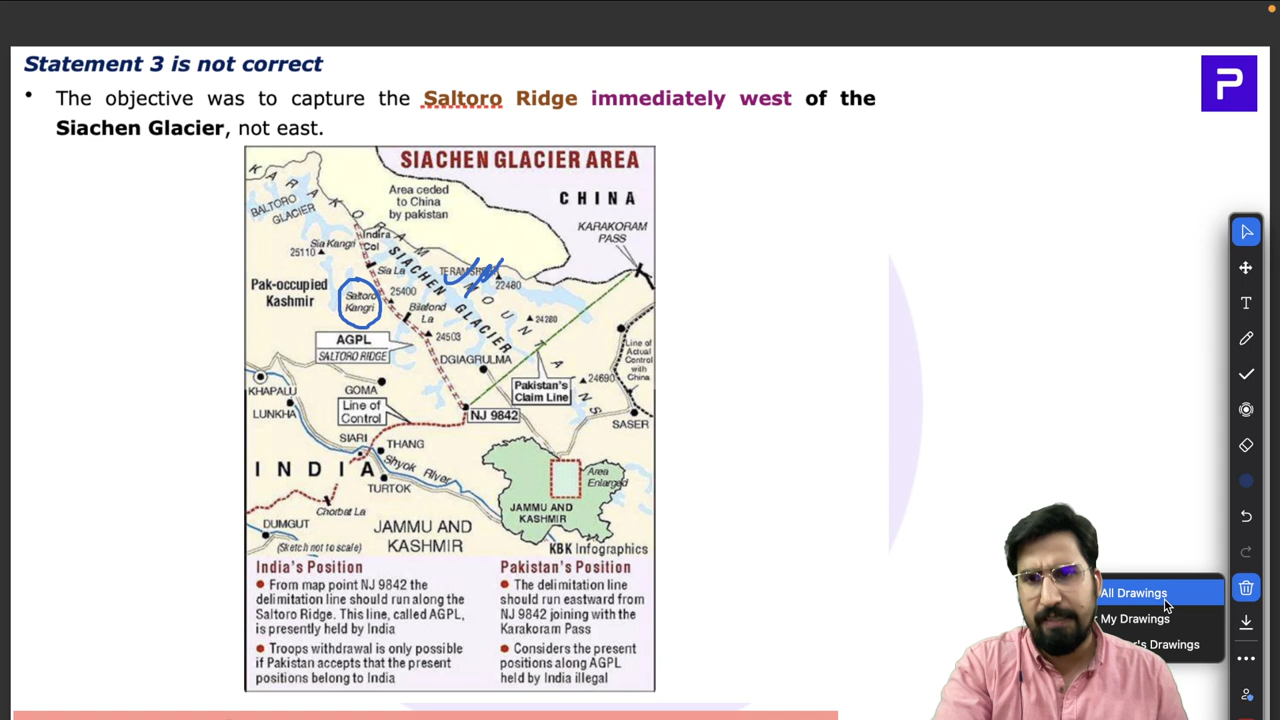 Statement 3 is not correct
• The objective was to capture the Saltoro Ridge immediately west of the
Siachen Glacier, not east.
SIACHEN GLACIER AREA
KARAKORAM MOUNTAINS
BALTORO
GLACIER
Area ceded
to China
by pakistan
CHINA
KARAKORAM
PASS
Indira
Col
Sia Kangri
25110
SIACHEN GLACIER
Sia La
22480
Pak-occupied
Kashmir
Saltoro
Kangri
25400
Bilafond
La
24280
24503
AGPL
SALTORO RIDGE
Line of
Actual
Control
with
China
DGIAGRULMA
24690
Pakistan's
Claim Line
KHAPALU
GOMA
LUNKHA
Line of
Control
NJ 9842
SASER
SIARI
THANG
INDIA
Shyok River
TURTOK
Area
Enlarged
Chorbat La
JAMMU AND
KASHMIR
DUMGUT
JAMMU AND
KASHMIR
(Sketch not to scale)
KBK Infographics
India's Position
• From map point NJ 9842 the
delimitation line should run along the
Saltoro Ridge. This line, called AGPL,
is presently held by India
• Troops withdrawal is only possible
if Pakistan accepts that the present
positions belong to India
Pakistan's Position
• The delimitation line
should run eastward from
NJ 9842 joining with the
Karakoram Pass
• Considers the present
positions along AGPL
held by India illegal
P
T
All Drawings
My Drawings
's Drawings